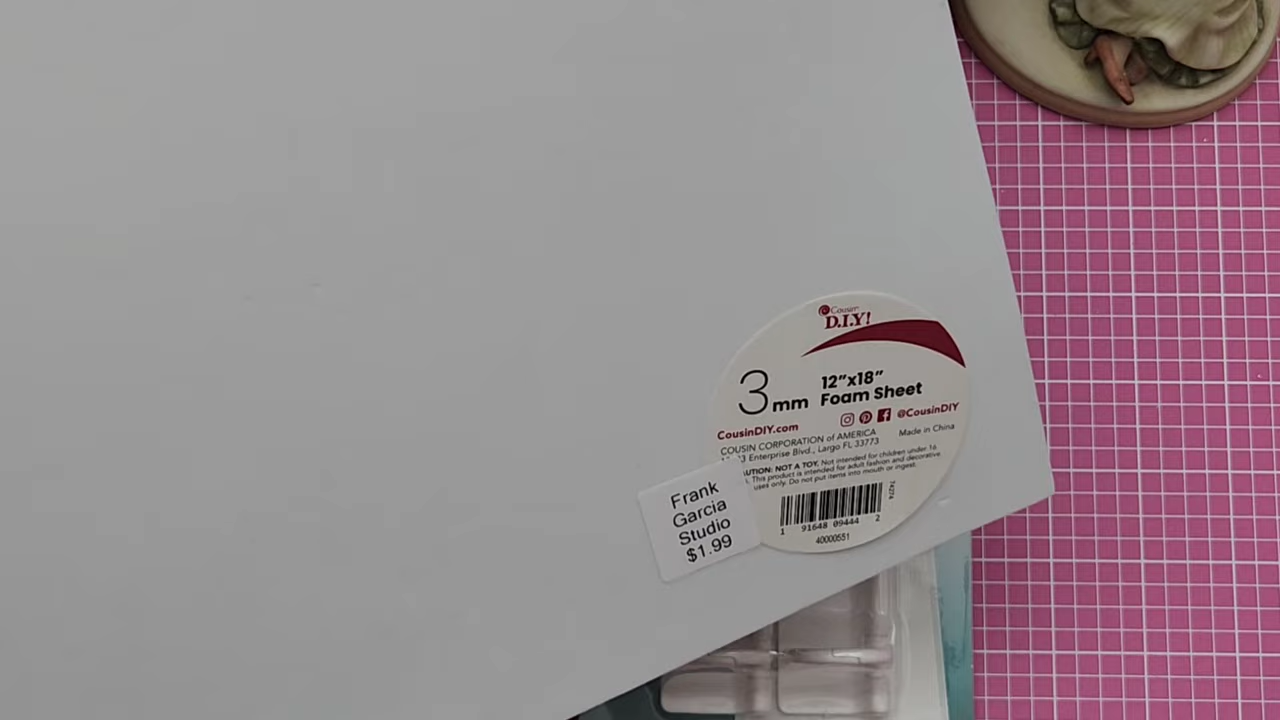 Cousin
D.I.Y!
3mm
12"x18"
Foam Sheet
@CousinDIY
CousinDIY.com
Made in China
COUSIN CORPORATION of AMERICA
Enterprise Blvd., Largo FL 33773
NOT A TOY. Not intended for children under 16
This product is intended for adult fashion and decorative
uses only. Do not put items into mouth or ingest.
74274
1 91648 09444 2
40000551
Frank
Garcia
Studio
$1.99